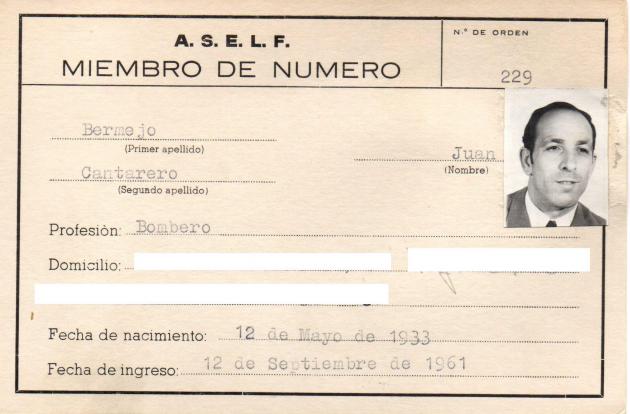 A. S. E. L. F.
MIEMBRO DE NUMERO
N.º DE ORDEN
229
Bermejo
(Primer apellido)
Juan
(Nombre)
Cantarero
(Segundo apellido)
Profesión: Bombero
Domicilio:
Fecha de nacimiento: 12 de Mayo de 1933
Fecha de ingreso: 12 de Septiembre de 1961